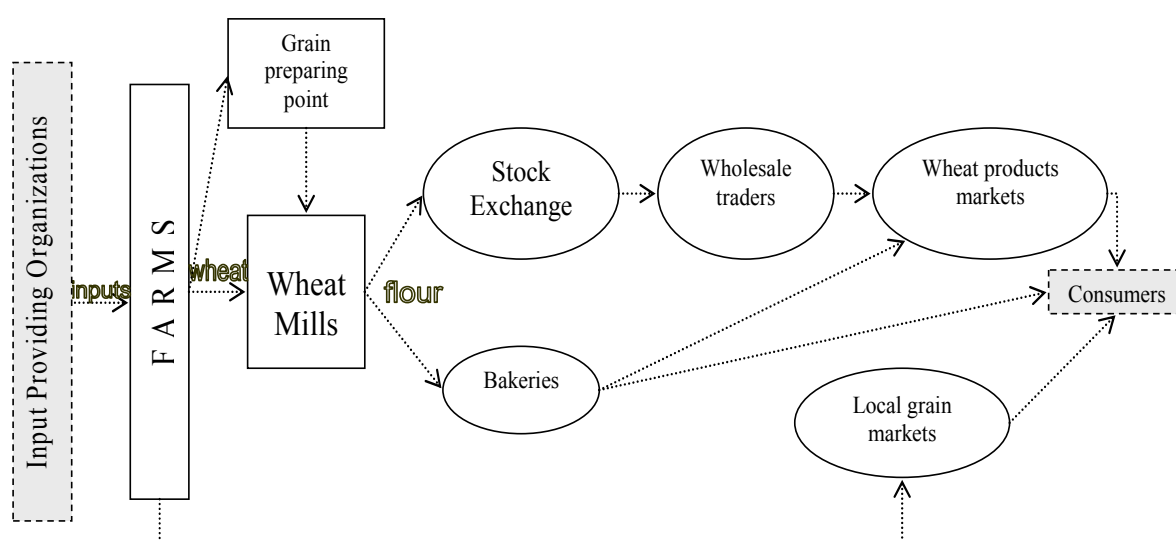 Input Providing Organizations
inputs
F A R M S
wheat
Grain
preparing
point
Wheat
Mills
flour
Stock
Exchange
Wholesale
traders
Wheat products
markets
Bakeries
Consumers
Local grain
markets